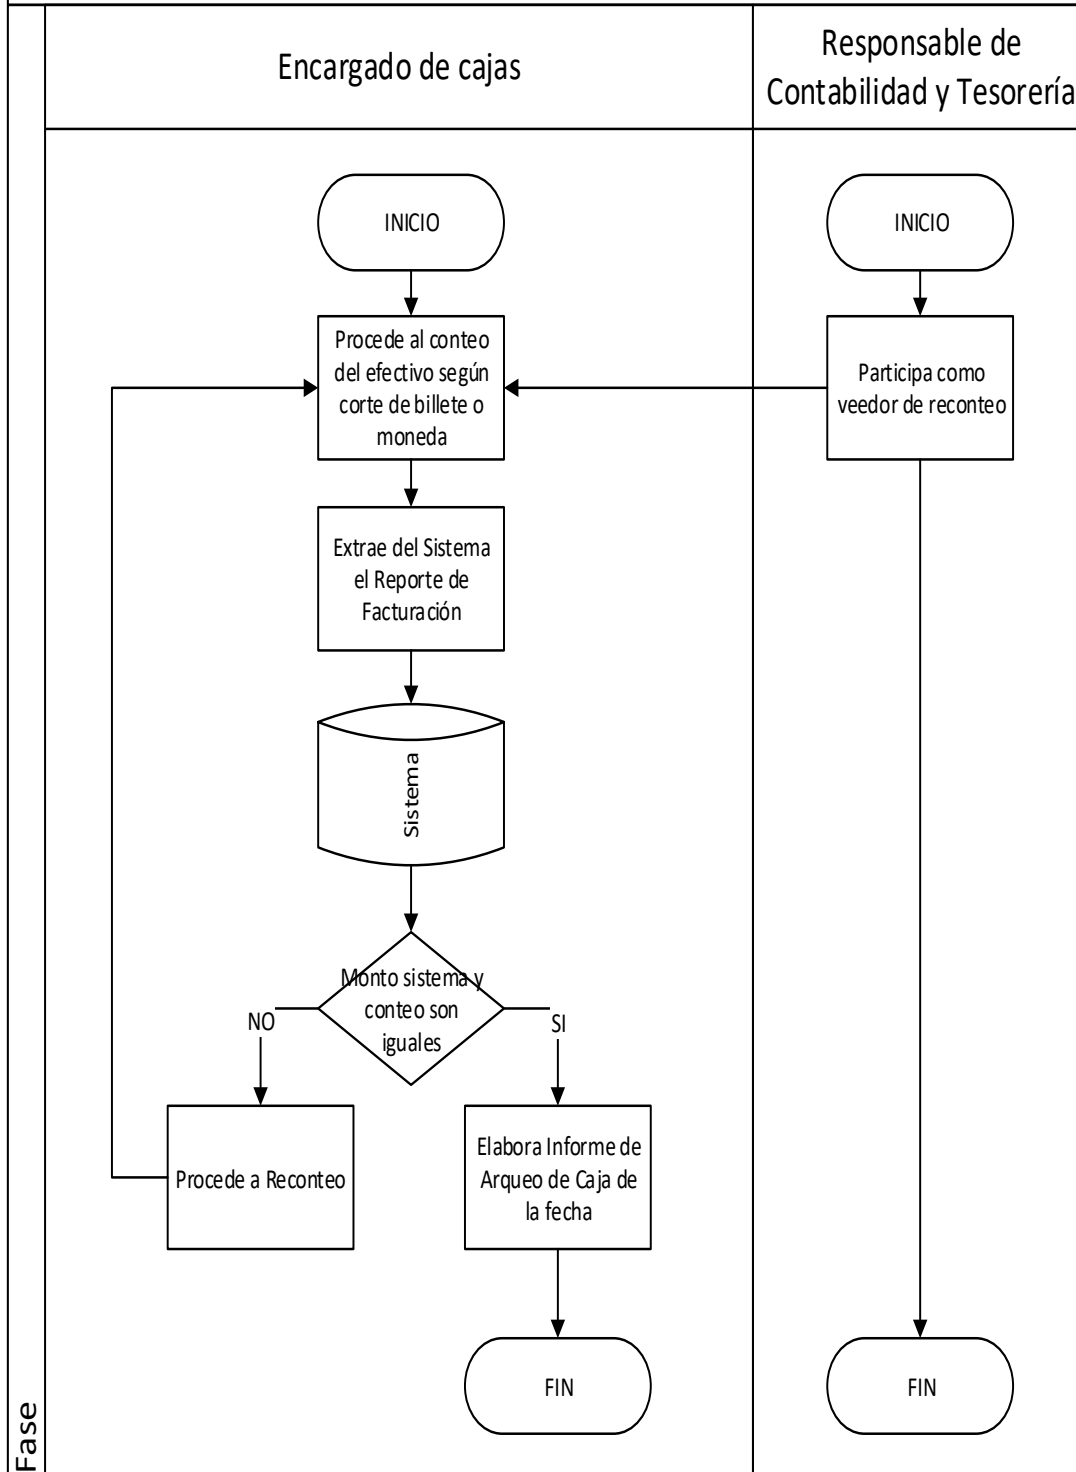 Encargado de cajas
Responsable de
Contabilidad y Tesorería
INICIO
Procede al conteo
del efectivo según
corte de billete o
moneda
Extrae del Sistema
el Reporte de
Facturación
Sistema
Monto sistema y
conteo son
iguales
NO
SI
Procede a Reconteo
Elabora Informe de
Arqueo de Caja de
la fecha
FIN
INICIO
Participa como
veedor de reconteo
FIN
Fase